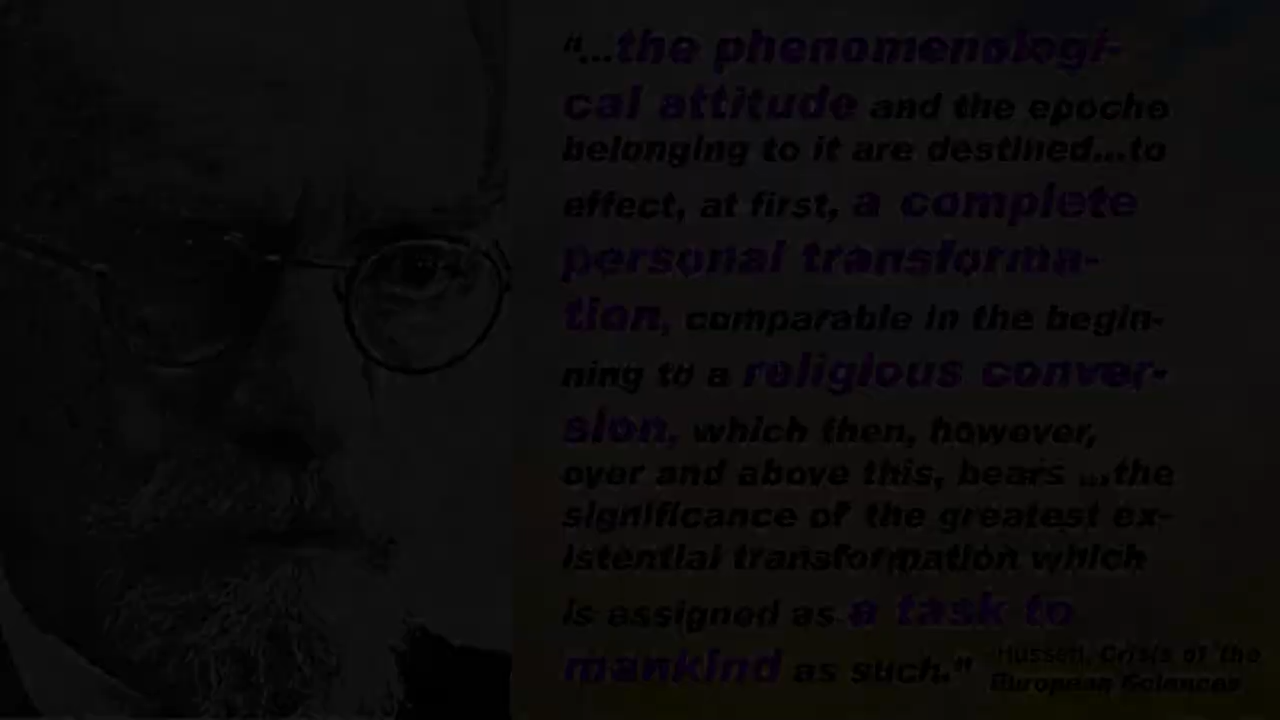 "...the phenomenologi-
cal attitude and the epoche
belonging to it are destined...to
effect, at first, a complete
personal transforma-
tion, comparable in the begin-
ning to a religious conver-
sion, which then, however,
over and above this, bears ...the
significance of the greatest ex-
istential transformation which
is assigned as a task to
mankind as such."
-Husserl, Crisis of the
European Sciences